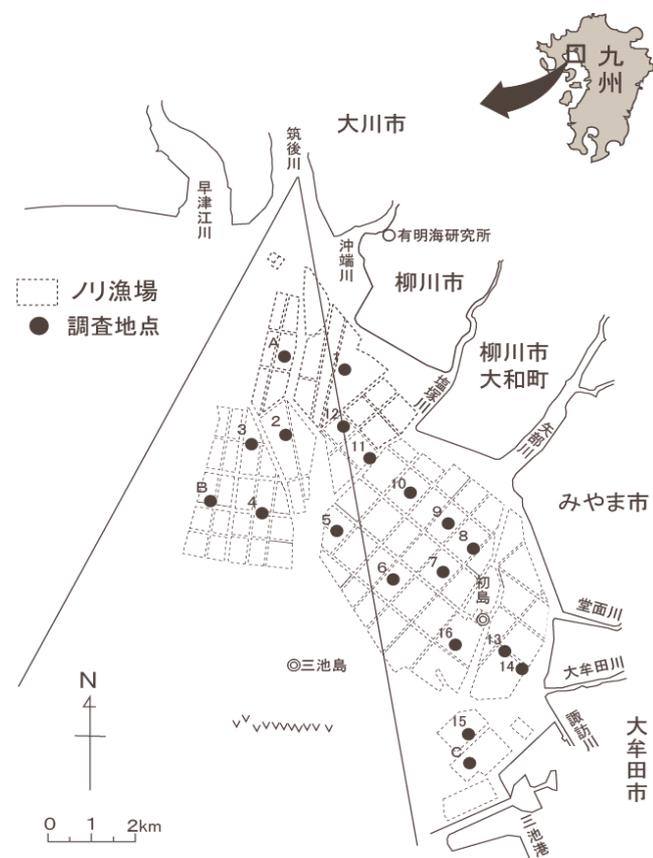 九州
大川市
筑後川
早津江川
有明海研究所
沖端川
柳川市
ノリ漁場
調査地点
柳川市
大和町
塩塚川
矢部川
みやま市
A
1
12
2
3
11
10
B
4
9
5
8
7
6
初島
堂面川
16
13
14
三池島
大牟田川
諏訪川
大牟田市
15
C
三池港
N
0 1 2km